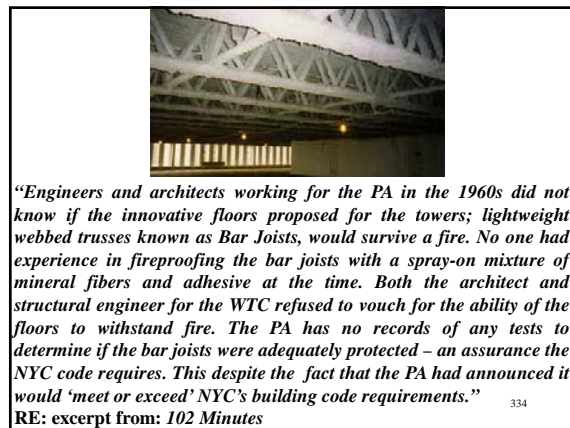 “Engineers and architects working for the PA in the 1960s did not
know if the innovative floors proposed for the towers; lightweight
webbed trusses known as Bar Joists, would survive a fire. No one had
experience in fireproofing the bar joists with a spray-on mixture of
mineral fibers and adhesive at the time. Both the architect and
structural engineer for the WTC refused to vouch for the ability of the
floors to withstand fire. The PA has no records of any tests to
determine if the bar joists were adequately protected – an assurance the
NYC code requires. This despite the fact that the PA had announced it
would ‘meet or exceed’ NYC’s building code requirements.”
RE: excerpt from: 102 Minutes
334